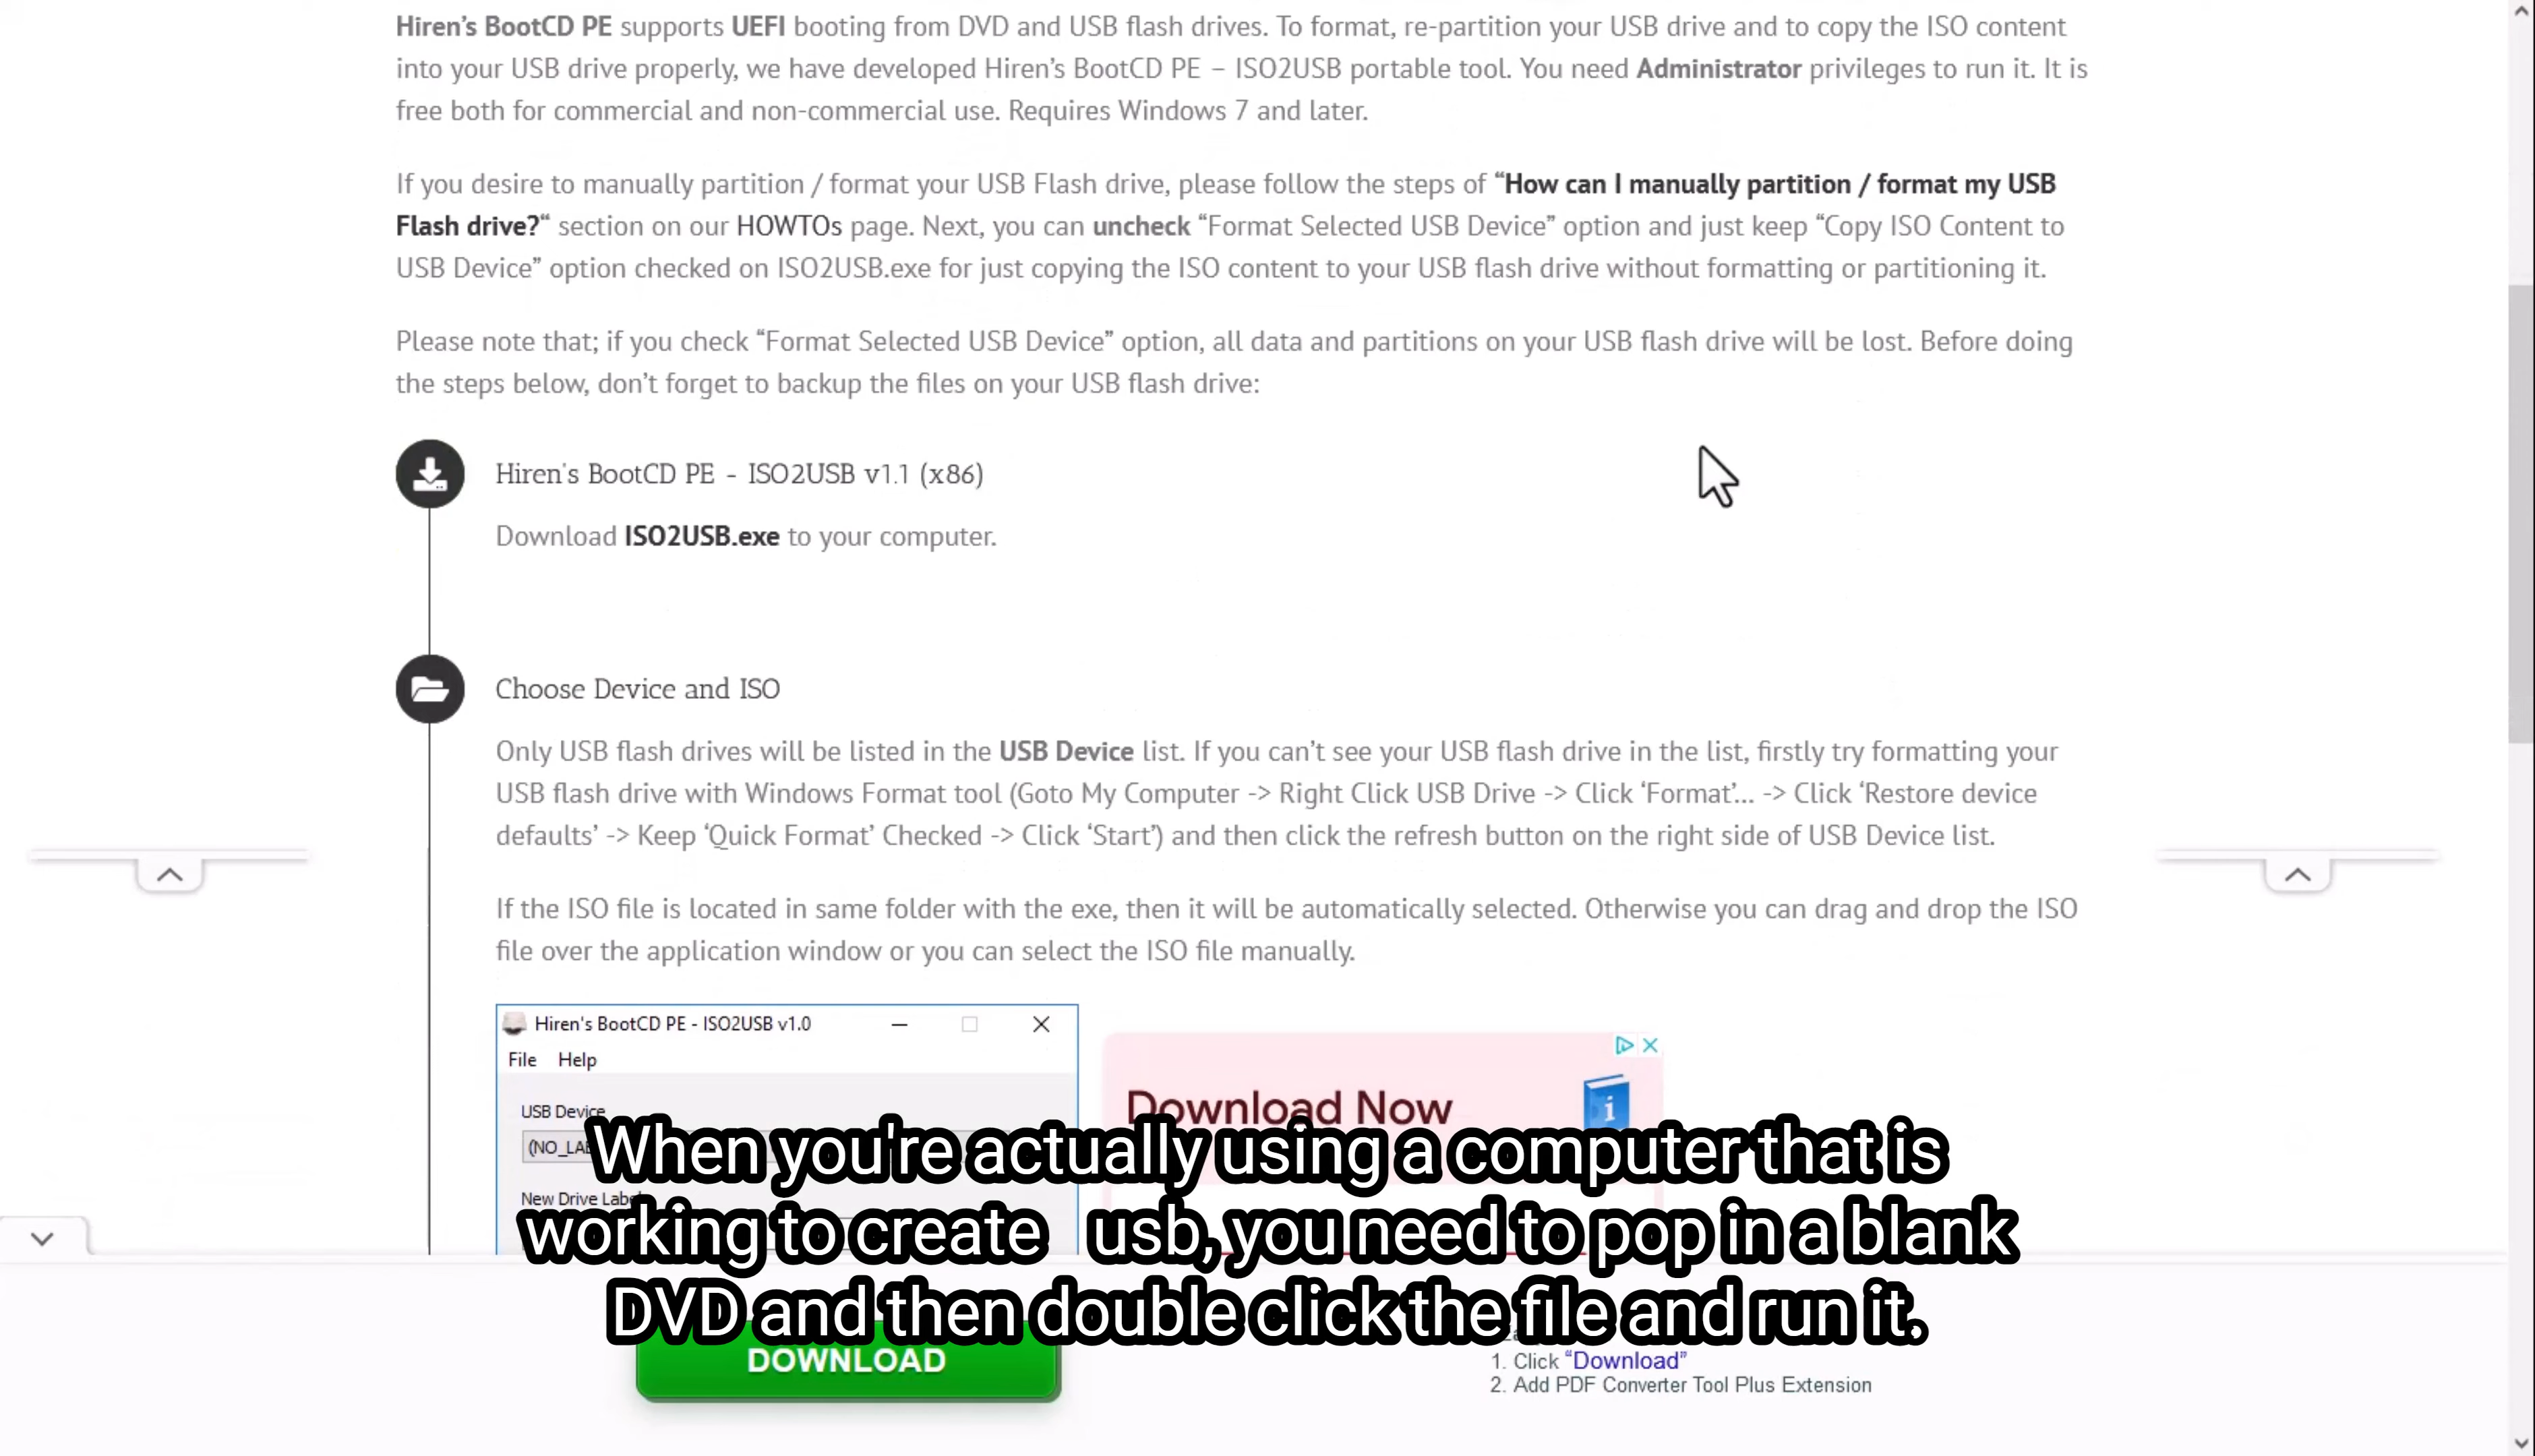 Hiren's BootCD PE supports UEFI booting from DVD and USB flash drives. To format, re-partition your USB drive and to copy the ISO content
into your USB drive properly, we have developed Hiren's BootCD PE – ISO2USB portable tool. You need Administrator privileges to run it. It is
free both for commercial and non-commercial use. Requires Windows 7 and later.
If you desire to manually partition / format your USB Flash drive, please follow the steps of “How can I manually partition / format my USB
Flash drive?“ section on our HOWTOs page. Next, you can uncheck “Format Selected USB Device” option and just keep “Copy ISO Content to
USB Device” option checked on ISO2USB.exe for just copying the ISO content to your USB flash drive without formatting or partitioning it.
Please note that; if you check “Format Selected USB Device” option, all data and partitions on your USB flash drive will be lost. Before doing
the steps below, don't forget to backup the files on your USB flash drive:
Hiren's BootCD PE - ISO2USB v1.1 (x86)
Download ISO2USB.exe to your computer.
Choose Device and ISO
Only USB flash drives will be listed in the USB Device list. If you can't see your USB flash drive in the list, firstly try formatting your
USB flash drive with Windows Format tool (Goto My Computer -> Right Click USB Drive -> Click ‘Format’... -> Click ‘Restore device
defaults’ -> Keep ‘Quick Format’ Checked -> Click ‘Start’) and then click the refresh button on the right side of USB Device list.
If the ISO file is located in same folder with the exe, then it will be automatically selected. Otherwise you can drag and drop the ISO
file over the application window or you can select the ISO file manually.
Hiren's BootCD PE - ISO2USB v1.0
File Help
USB Device
New Drive Label
Download Now
When you're actually using a computer that is
working to create usb, you need to pop in a blank
DVD and then double click the file and run it.
DOWNLOAD
1. Click “Download”
2. Add PDF Converter Tool Plus Extension